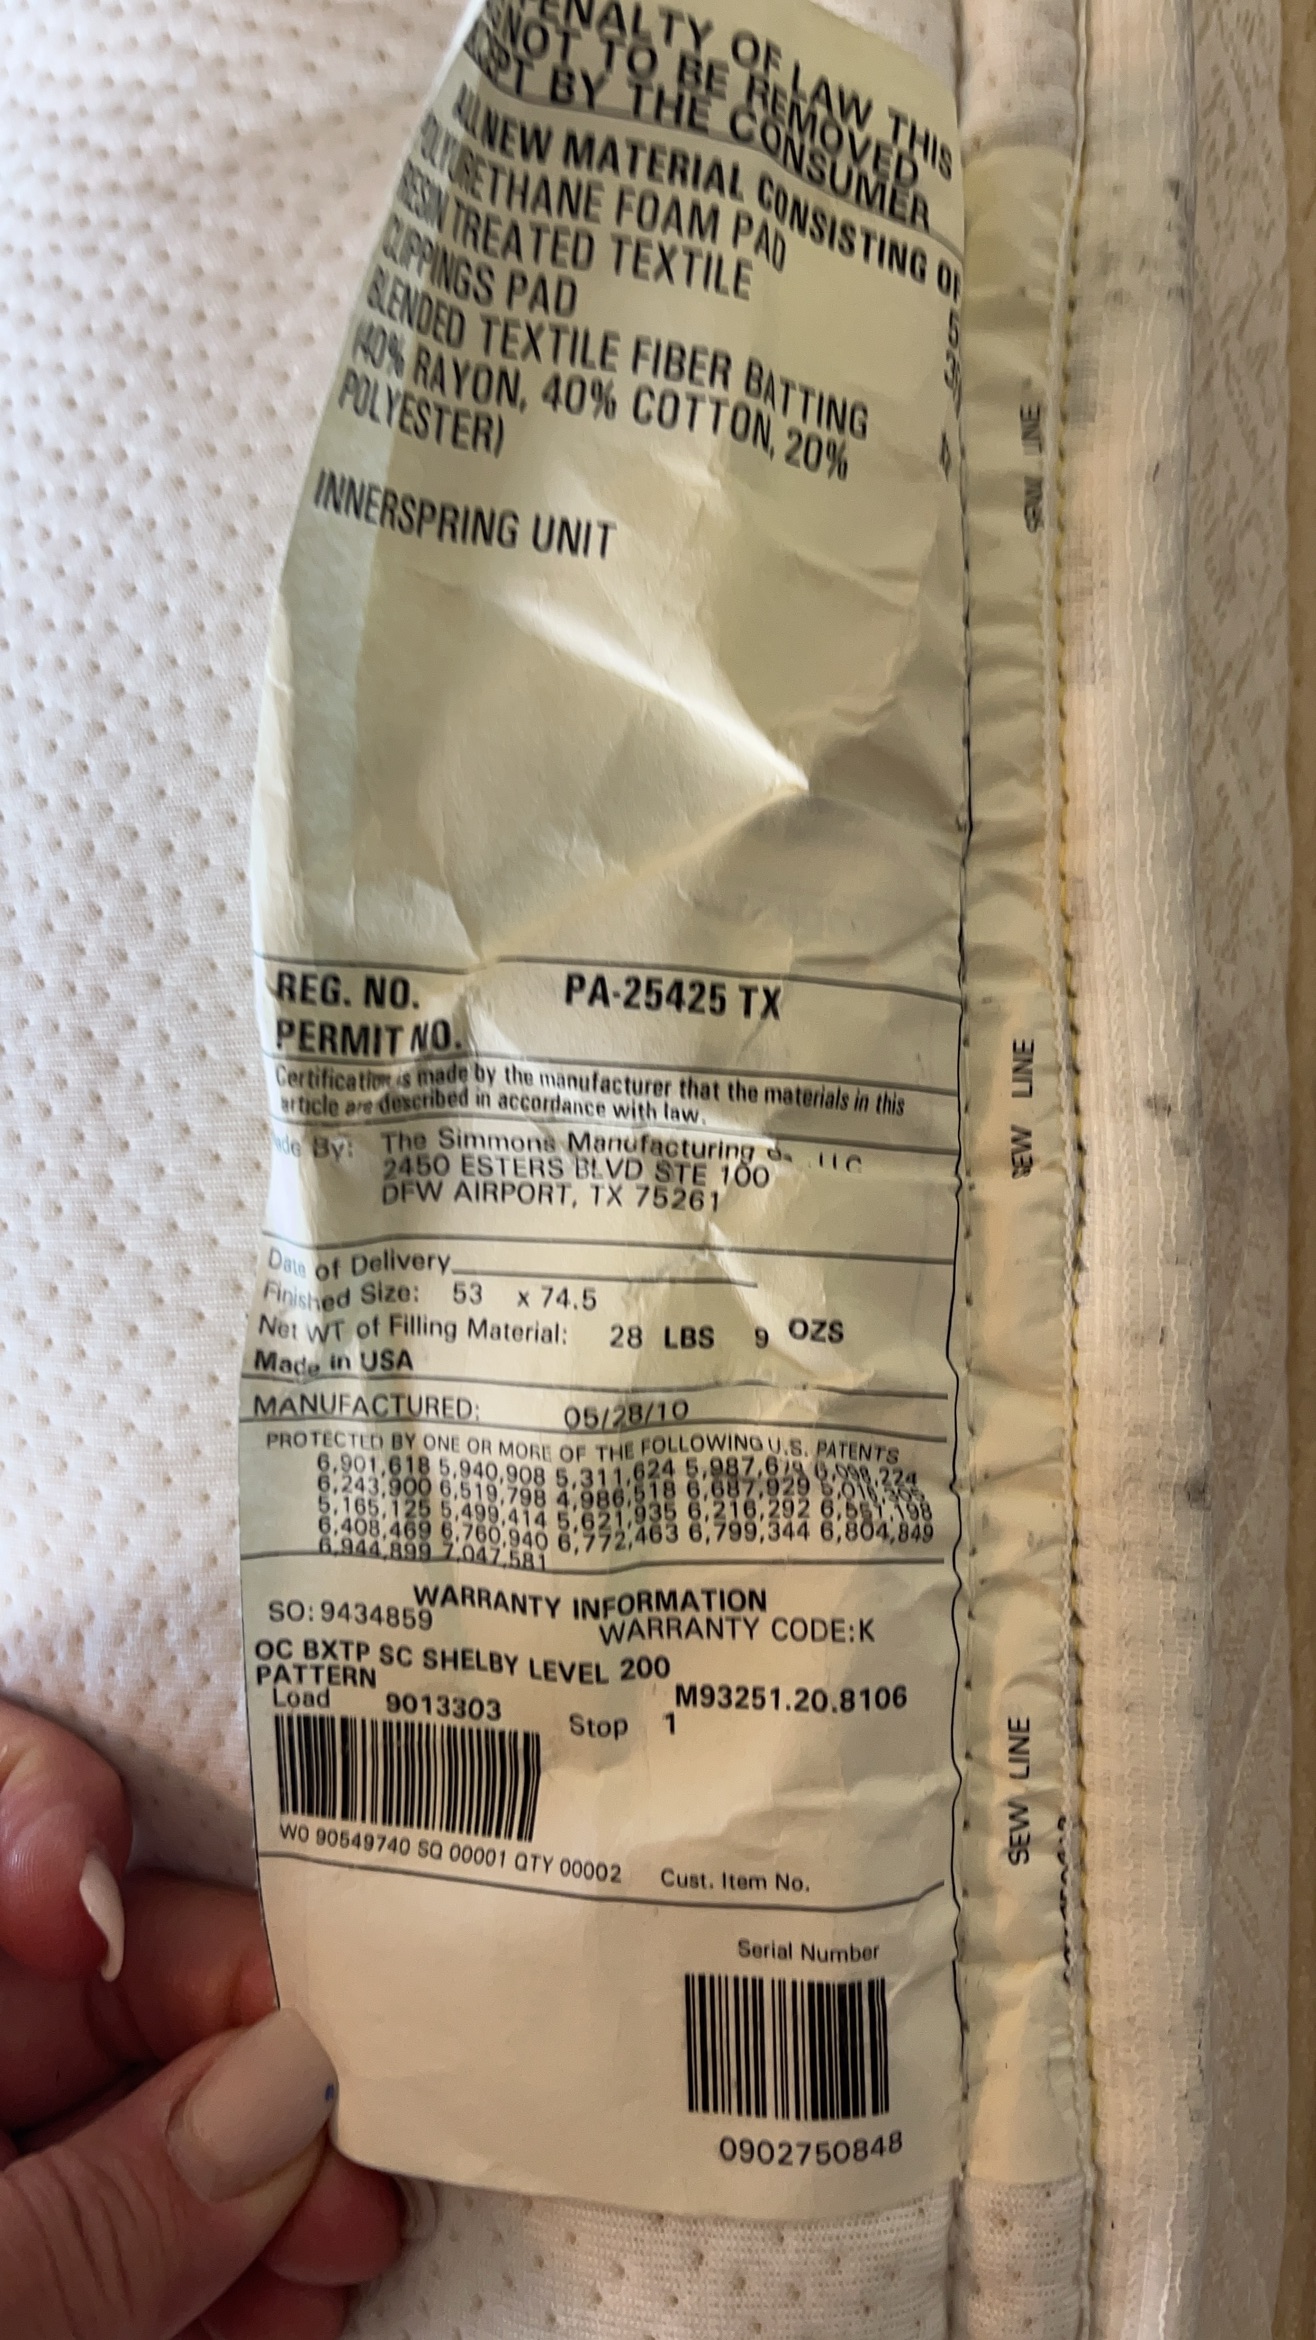 PENALTY OF LAW THIS
NOT TO BE REMOVED
BY THE CONSUMER
ALL NEW MATERIAL CONSISTING OF
POLYURETHANE FOAM PAD
RESIN TREATED TEXTILE
CLIPPINGS PAD
BLENDED TEXTILE FIBER BATTING
(40% RAYON, 40% COTTON, 20%
POLYESTER)
INNERSPRING UNIT
REG. NO. PA-25425 TX
PERMIT NO.
Certification is made by the manufacturer that the materials in this
article are described in accordance with law.
Made By: The Simmons Manufacturing LLC
2450 ESTERS BLVD STE 100
DFW AIRPORT, TX 75261
Date of Delivery
Finished Size: 53 x 74.5
Net WT of Filling Material: 28 LBS 9 OZS
Made in USA
MANUFACTURED: 05/28/10
PROTECTED BY ONE OR MORE OF THE FOLLOWING U.S. PATENTS
6,901,618 5,940,908 5,311,624 5,987,679
6,243,900 6,519,798 4,986,518 6,687,929
5,165,125 5,499,414 5,621,935 6,216,292
6,408,469 6,760,940 6,772,463 6,799,344 6,804,849
6,944,899 7,047,581
WARRANTY INFORMATION
SO: 9434859 WARRANTY CODE:K
OC BXTP SC SHELBY LEVEL 200
PATTERN M93251.20.8106
Load 9013303 Stop 1
WO 90549740 SQ 00001 QTY 00002 Cust. Item No.
Serial Number
0902750848
SEW LINE
SEW LINE
SEW LINE